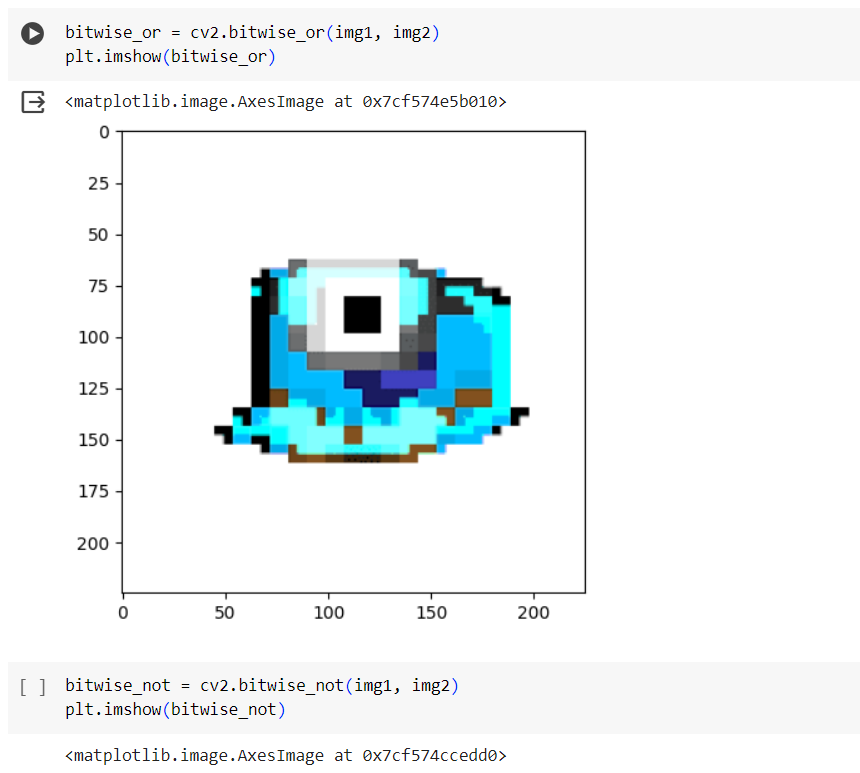 bitwise_or = cv2.bitwise_or(img1, img2)
plt.imshow(bitwise_or)
<matplotlib.image.AxesImage at 0x7cf574e5b010>
0
25
50
75
100
125
150
175
200
0 50 100 150 200
[ ] bitwise_not = cv2.bitwise_not(img1, img2)
plt.imshow(bitwise_not)
<matplotlib.image.AxesImage at 0x7cf574ccedd0>